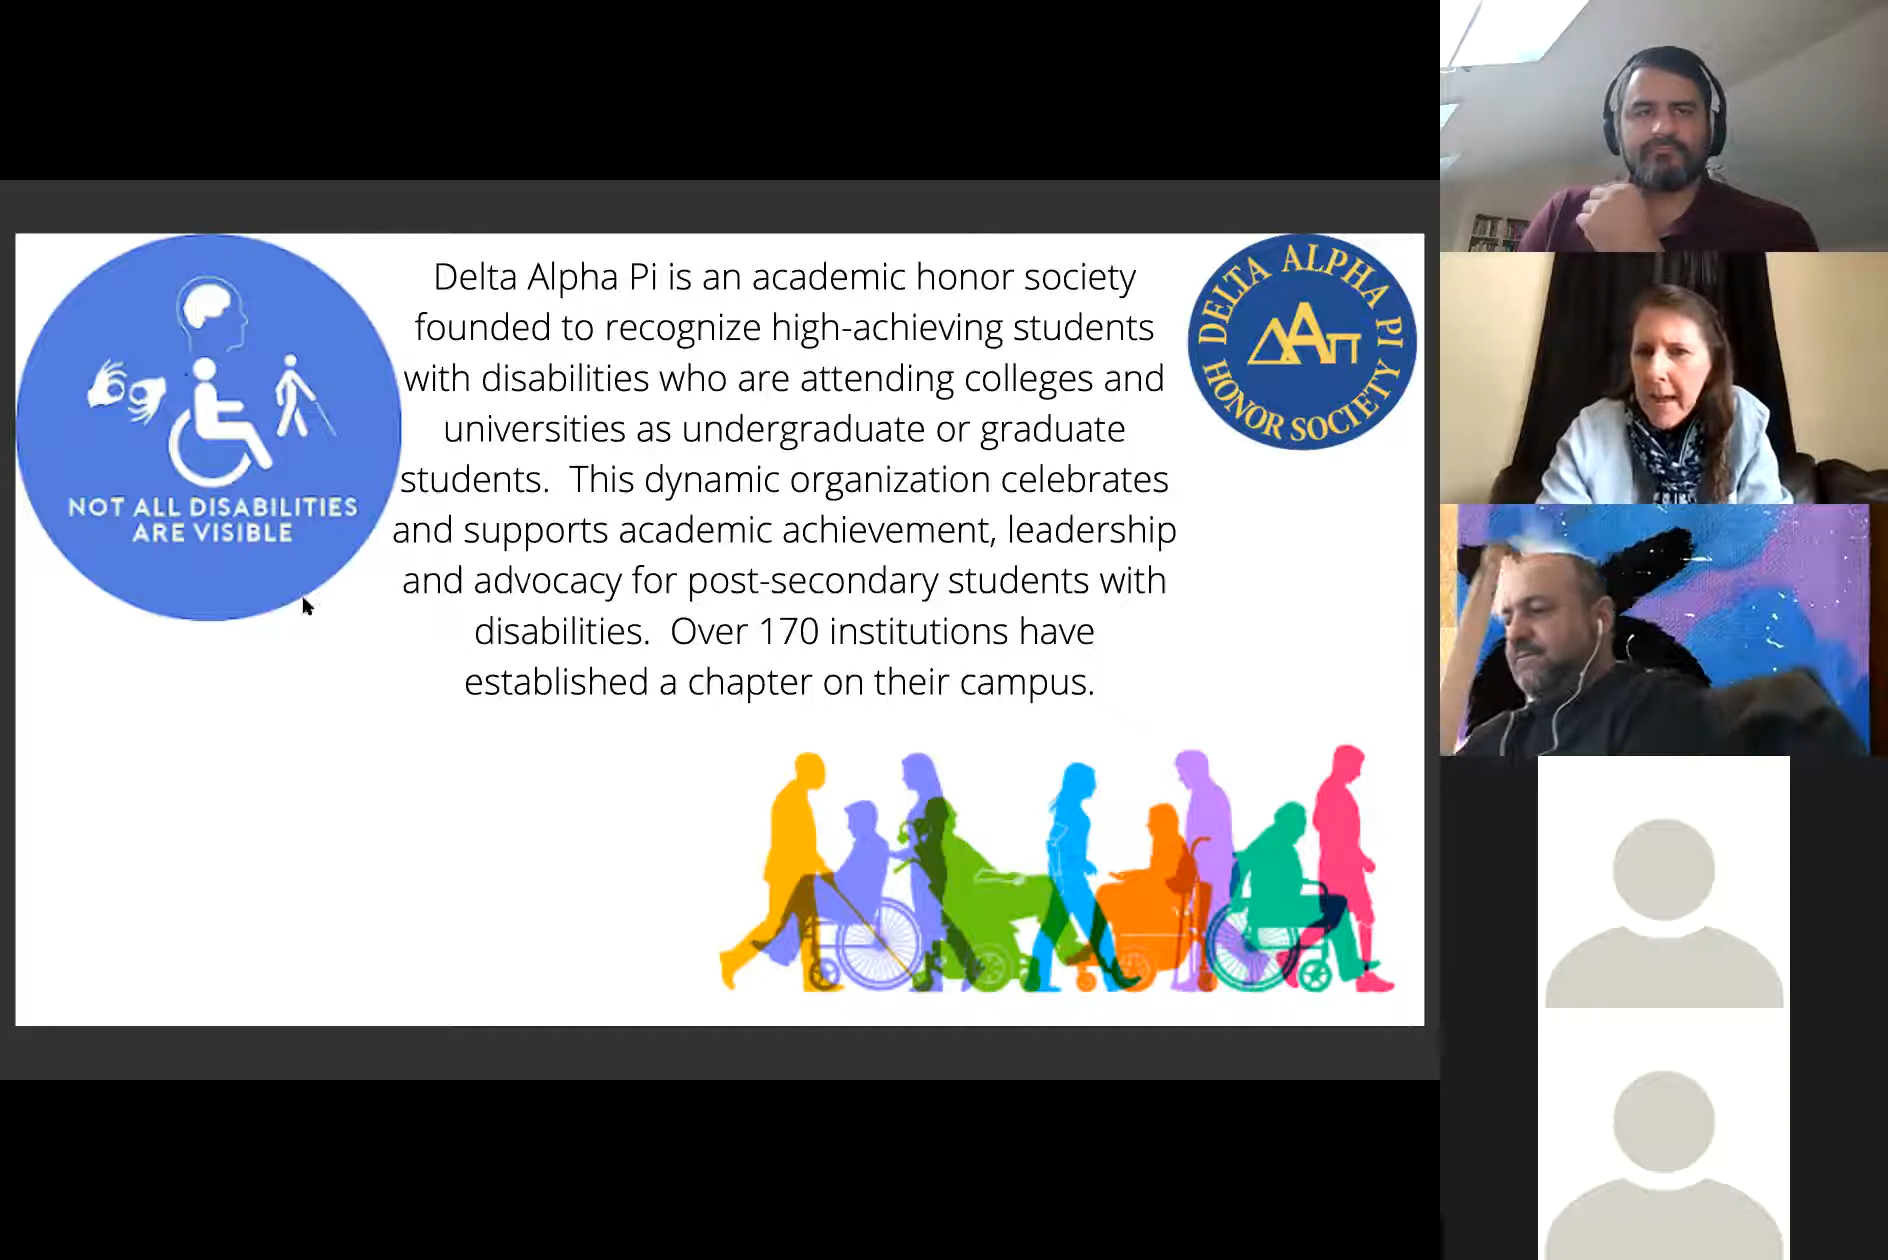 NOT ALL DISABILITIES
ARE VISIBLE
Delta Alpha Pi is an academic honor society
founded to recognize high-achieving students
with disabilities who are attending colleges and
universities as undergraduate or graduate
students.  This dynamic organization celebrates
and supports academic achievement, leadership
and advocacy for post-secondary students with
disabilities.  Over 170 institutions have
established a chapter on their campus.
DELTA ALPHA PI
ΔΑπ
HONOR SOCIETY